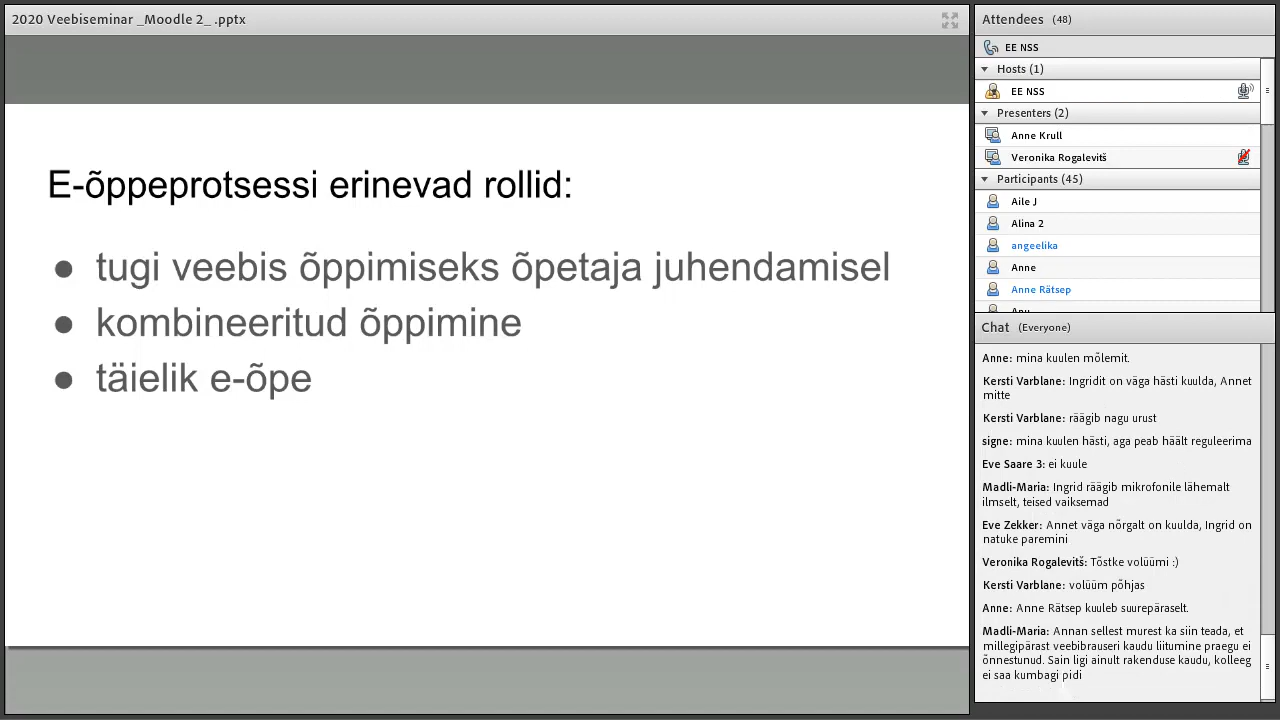 2020 Veebiseminar _Moodle 2_ .pptx
E-õppeprotsessi erinevad rollid:
● tugi veebis õppimiseks õpetaja juhendamisel
● kombineeritud õppimine
● täielik e-õpe
Attendees (48)
EE NSS
Hosts (1)
EE NSS
Presenters (2)
Anne Krull
Veronika Rogalevitš
Participants (45)
Aile J
Alina 2
angeelika
Anne
Anne Rätsep
Chat (Everyone)
Anne: mina kuulen mõlemit.
Kersti Varblane: Ingridit on väga hästi kuulda, Annet
mitte
Kersti Varblane: räägib nagu urust
signe: mina kuulen hästi, aga peab häält reguleerima
Eve Saare 3: ei kuule
Madli-Maria: Ingrid räägib mikrofonile lähemalt
ilmselt, teised vaiksemad
Eve Zekker: Annet väga nõrgalt on kuulda, Ingrid on
natuke paremini
Veronika Rogalevitš: Tõstke volüümi :)
Kersti Varblane: volüüm põhjas
Anne: Anne Rätsep kuuleb suurepäraselt.
Madli-Maria: Annan sellest murest ka siin teada, et
millegipärast veebibrauseri kaudu liitumine praegu ei
õnnestunud. Sain ligi ainult rakenduse kaudu, kolleeg
ei saa kumbagi pidi